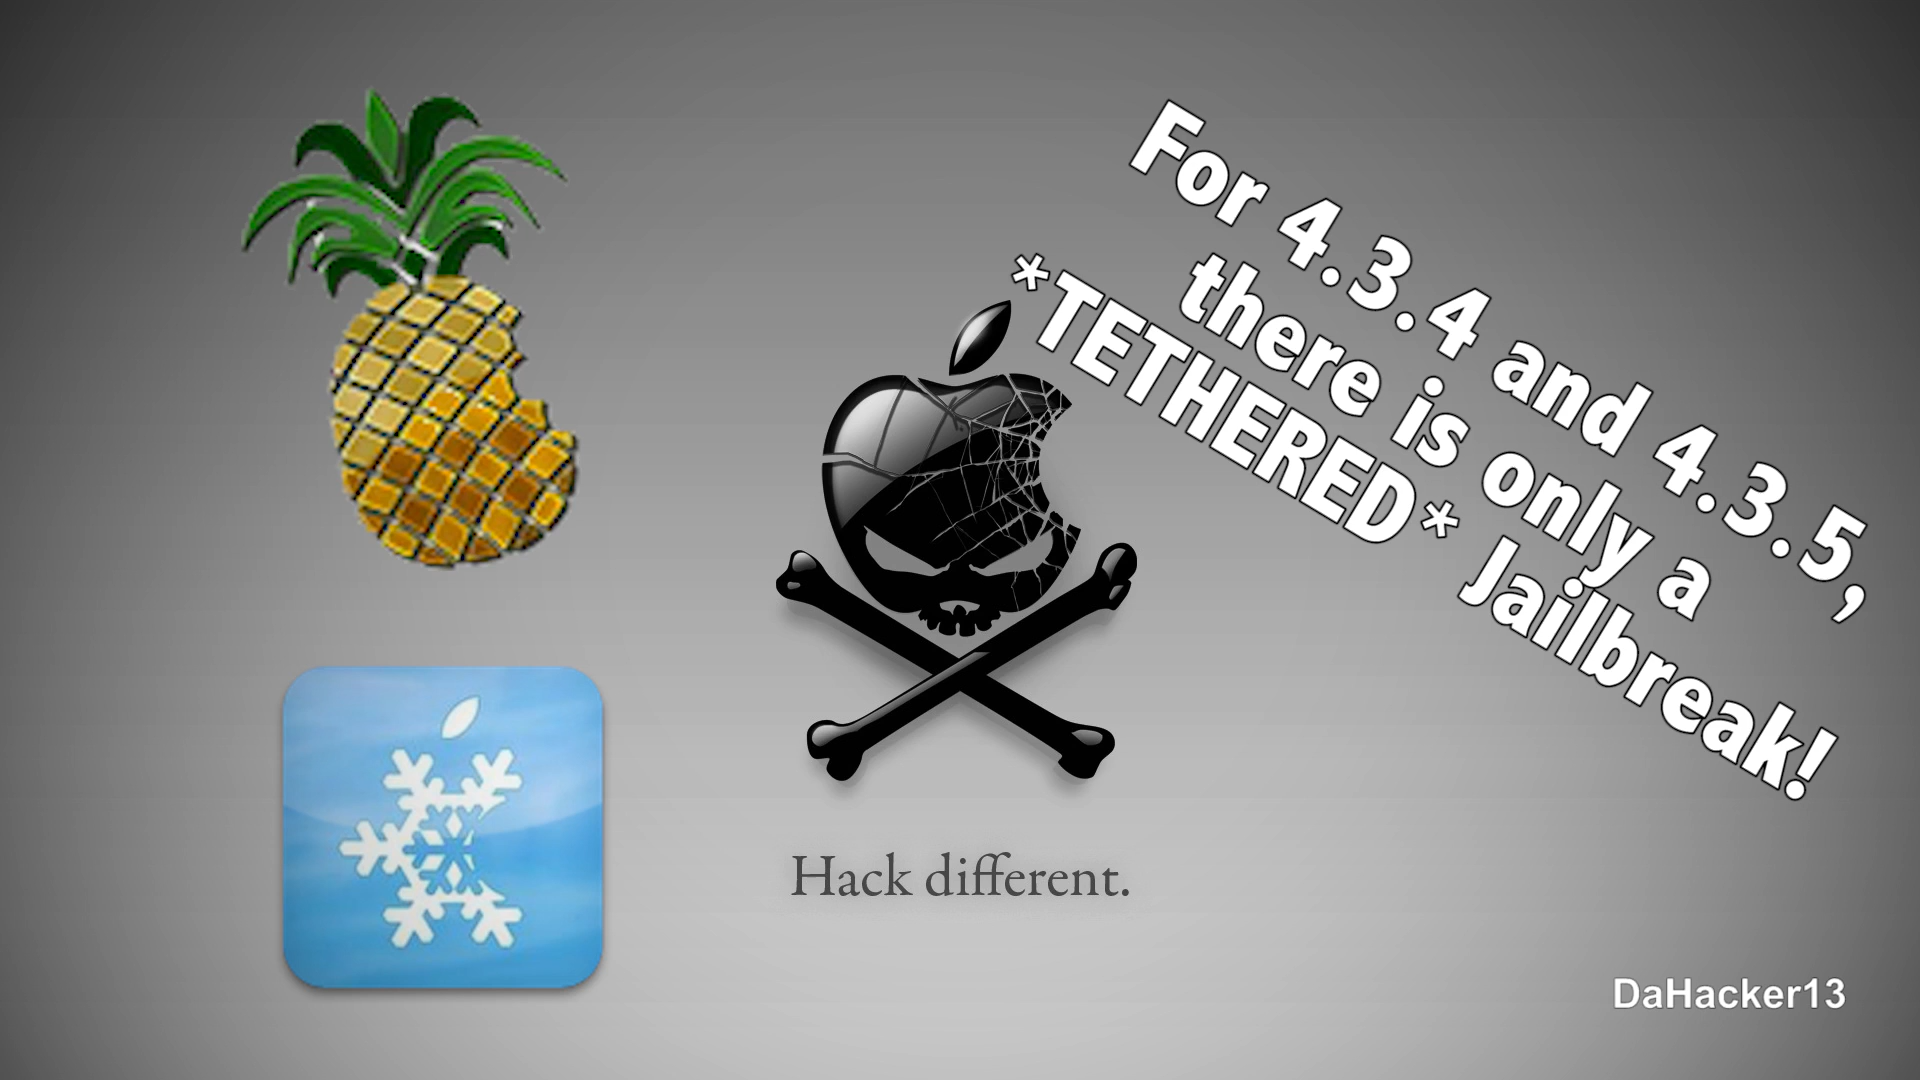 For 4.3.4 and 4.3.5,
there is only a
*TETHERED* Jailbreak!
Hack different.
DaHacker13